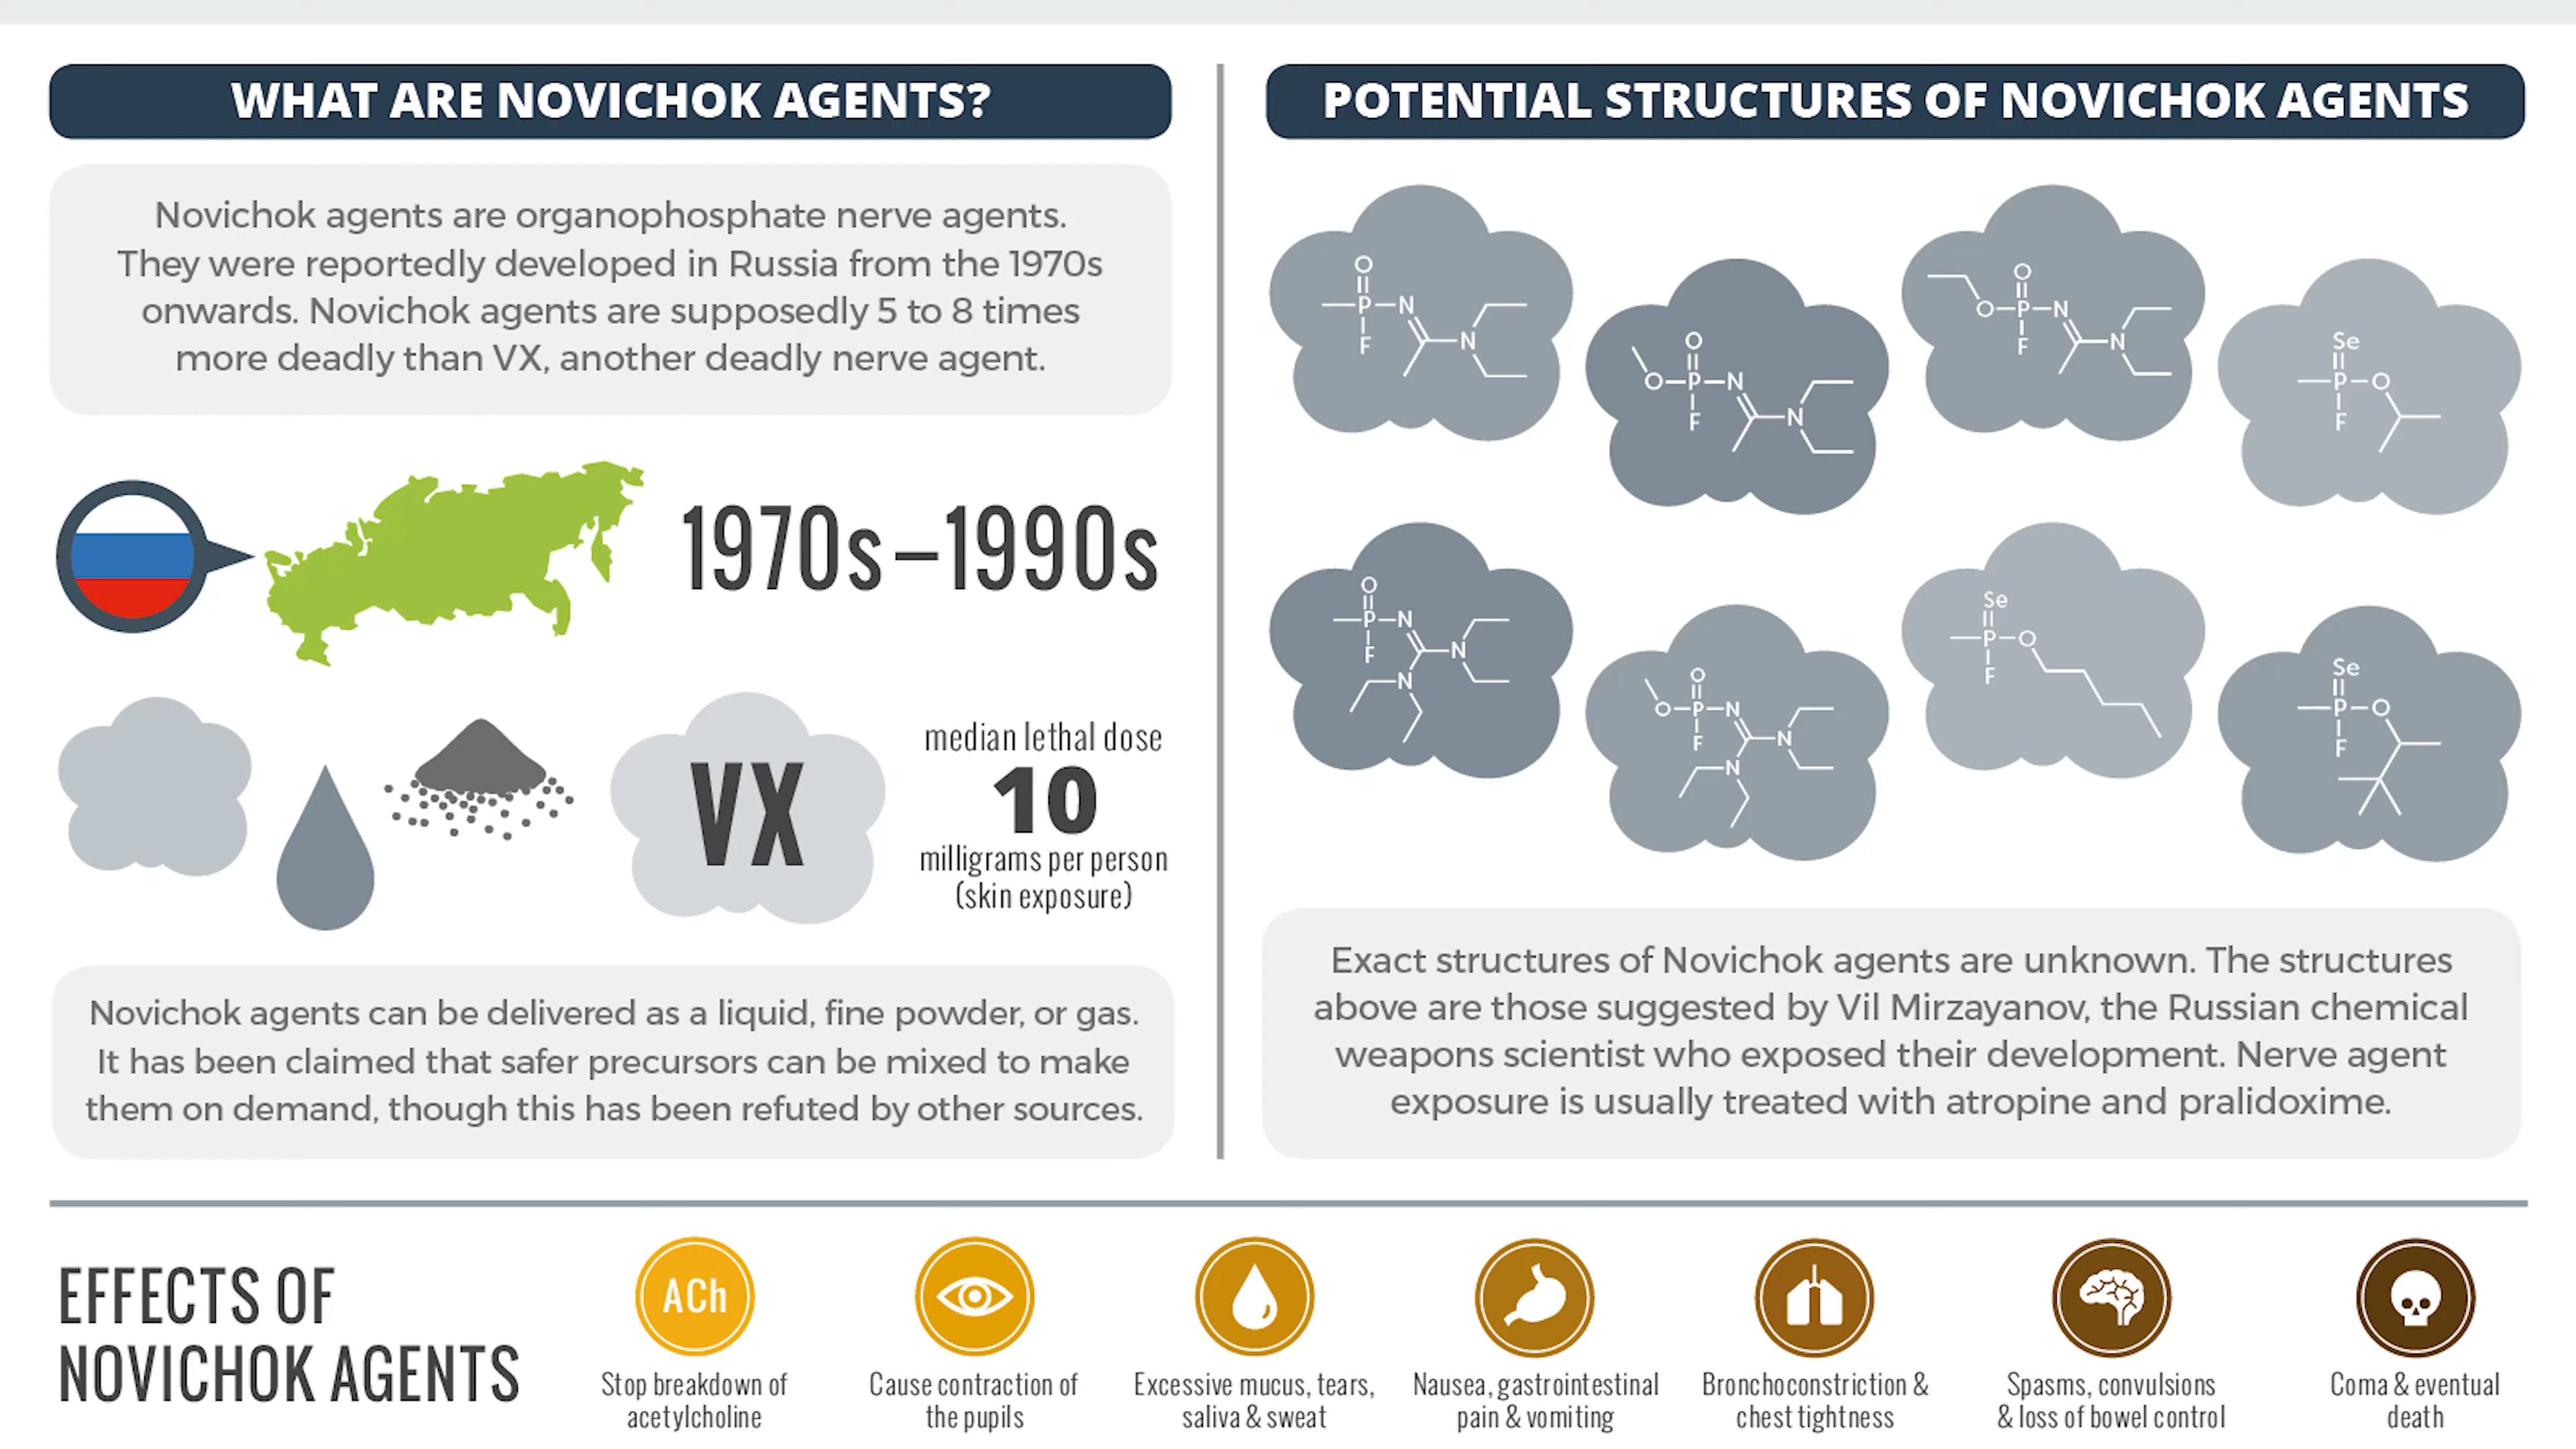 WHAT ARE NOVICHOK AGENTS?
Novichok agents are organophosphate nerve agents.
They were reportedly developed in Russia from the 1970s
onwards. Novichok agents are supposedly 5 to 8 times
more deadly than VX, another deadly nerve agent.
1970s–1990s
VX
median lethal dose
10
milligrams per person
(skin exposure)
Novichok agents can be delivered as a liquid, fine powder, or gas.
It has been claimed that safer precursors can be mixed to make
them on demand, though this has been refuted by other sources.
POTENTIAL STRUCTURES OF NOVICHOK AGENTS
Exact structures of Novichok agents are unknown. The structures
above are those suggested by Vil Mirzayanov, the Russian chemical
weapons scientist who exposed their development. Nerve agent
exposure is usually treated with atropine and pralidoxime.
EFFECTS OF
NOVICHOK AGENTS
ACh
Stop breakdown of
acetylcholine
Cause contraction of
the pupils
Excessive mucus, tears,
saliva & sweat
Nausea, gastrointestinal
pain & vomiting
Bronchoconstriction &
chest tightness
Spasms, convulsions
& loss of bowel control
Coma & eventual
death